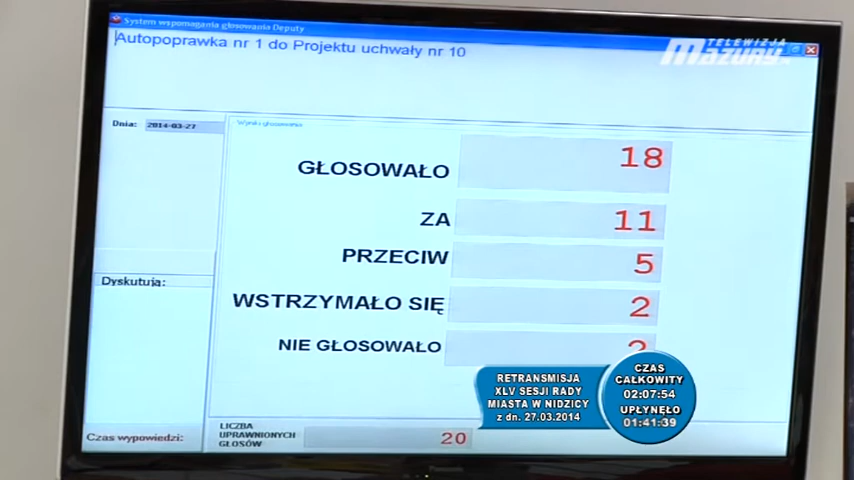 System wspomagania głosowania Deputy
Autopoprawka nr 1 do Projektu uchwały nr 10
TELEWIZJA
Mazury
Dnia: 2014-03-27
Wyniki głosowania
GŁOSOWAŁO 18
ZA 11
PRZECIW 5
Dyskutują:
WSTRZYMAŁO SIĘ 2
NIE GŁOSOWAŁO 2
RETRANSMISJA
XLV SESJI RADY
MIASTA W NIDZICY
z dn. 27.03.2014
CZAS
CAŁKOWITY
02:07:54
UPŁYNĘŁO
01:41:39
Czas wypowiedzi:
LICZBA
UPRAWNIONYCH
GŁOSÓW
20